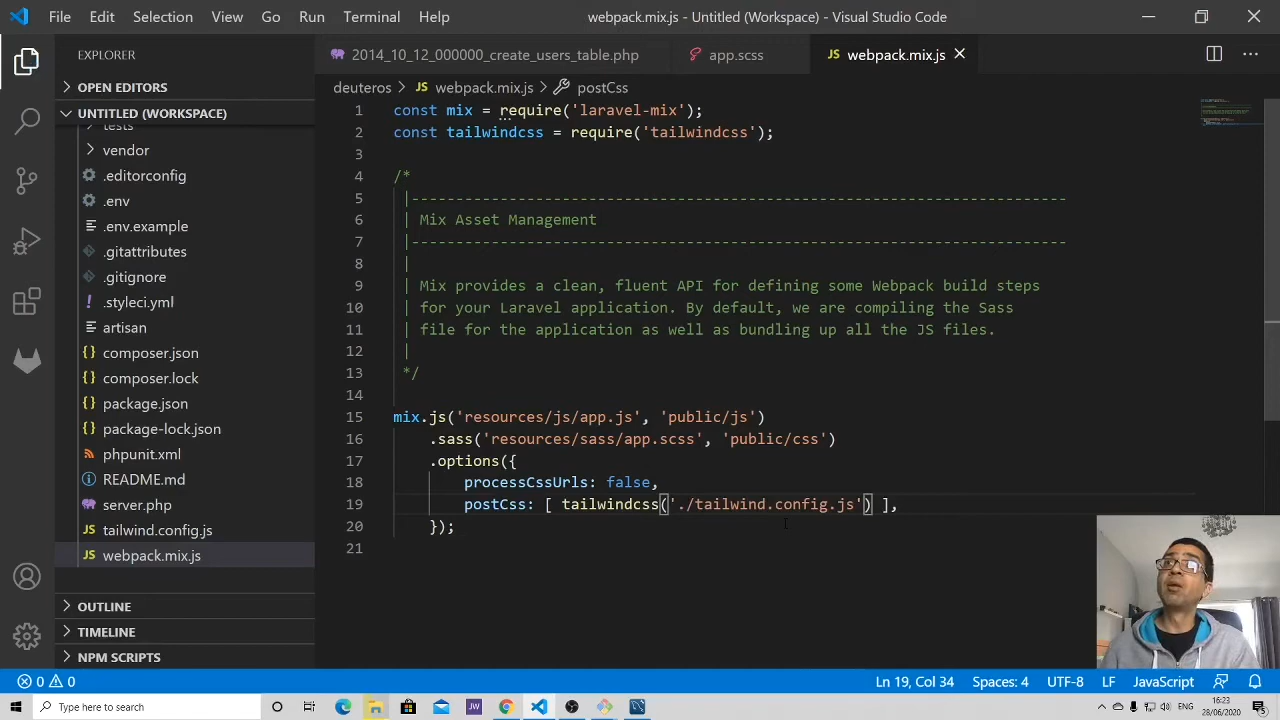 File Edit Selection View Go Run Terminal Help webpack.mix.js - Untitled (Workspace) - Visual Studio Code
EXPLORER
OPEN EDITORS
UNTITLED (WORKSPACE)
tests
vendor
.editorconfig
.env
.env.example
.gitattributes
.gitignore
.styleci.yml
artisan
composer.json
composer.lock
package.json
package-lock.json
phpunit.xml
README.md
server.php
JS tailwind.config.js
JS webpack.mix.js
OUTLINE
TIMELINE
NPM SCRIPTS
2014_10_12_000000_create_users_table.php app.scss JS webpack.mix.js
deuteros > JS webpack.mix.js > postCss
1 const mix = require('laravel-mix');
2 const tailwindcss = require('tailwindcss');
3
4 /*
5 |--------------------------------------------------------------------------
6 | Mix Asset Management
7 |--------------------------------------------------------------------------
8 |
9 | Mix provides a clean, fluent API for defining some Webpack build steps
10 | for your Laravel application. By default, we are compiling the Sass
11 | file for the application as well as bundling up all the JS files.
12 |
13 */
14
15 mix.js('resources/js/app.js', 'public/js')
16 .sass('resources/sass/app.scss', 'public/css')
17 .options({
18 processCssUrls: false,
19 postCss: [ tailwindcss('./tailwind.config.js') ],
20 });
21
0 0 Ln 19, Col 34 Spaces: 4 UTF-8 LF JavaScript
Type here to search JW ENG 16:23
28/06/2020